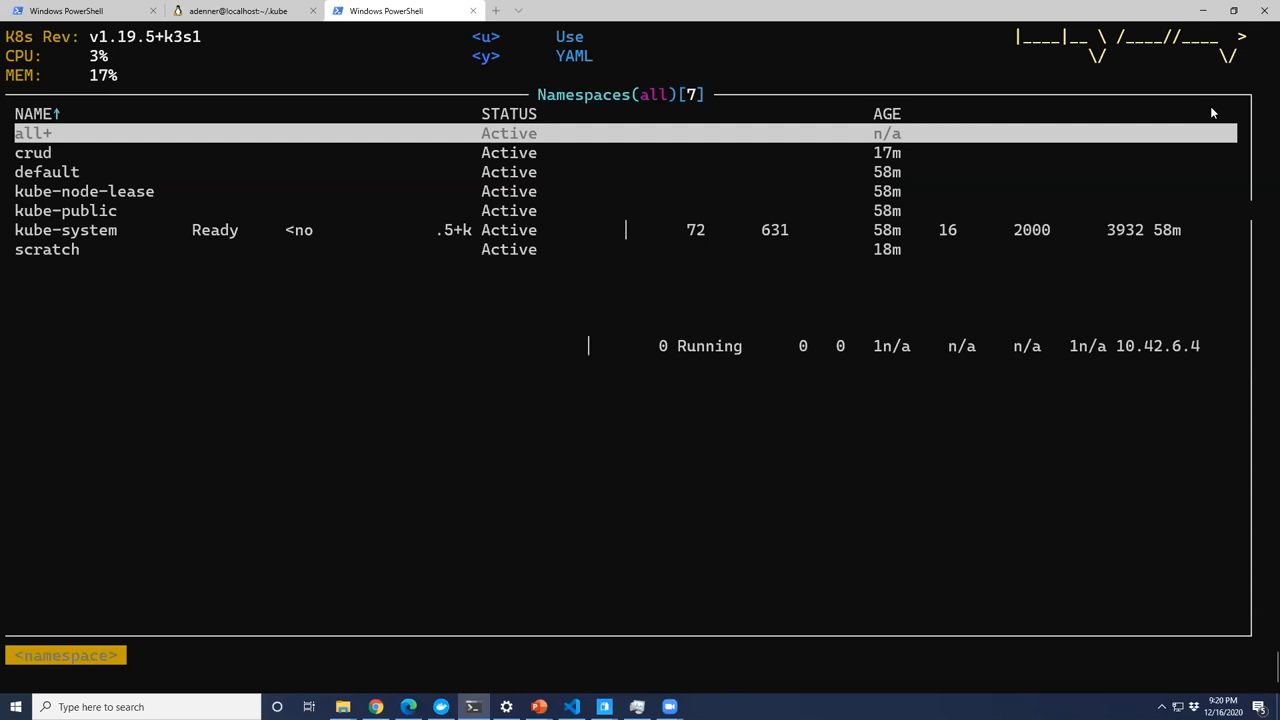 Windows PowerShell
adenner@localhost:~/.kube
Windows PowerShell
K8s Rev: v1.19.5+k3s1 <u> Use |____|__ \ /____//____ >
CPU: 3% <y> YAML \/ \/
MEM: 17%
Namespaces(all)[7]
NAME↑ STATUS AGE
all+ Active n/a
crud Active 17m
default Active 58m
kube-node-lease Active 58m
kube-public Active 58m
kube-system Ready <no .5+k Active | 72 631 58m 16 2000 3932 58m
scratch Active 18m
| 0 Running 0 0 1n/a n/a n/a 1n/a 10.42.6.4
<namespace>
Type here to search
9:20 PM
12/16/2020